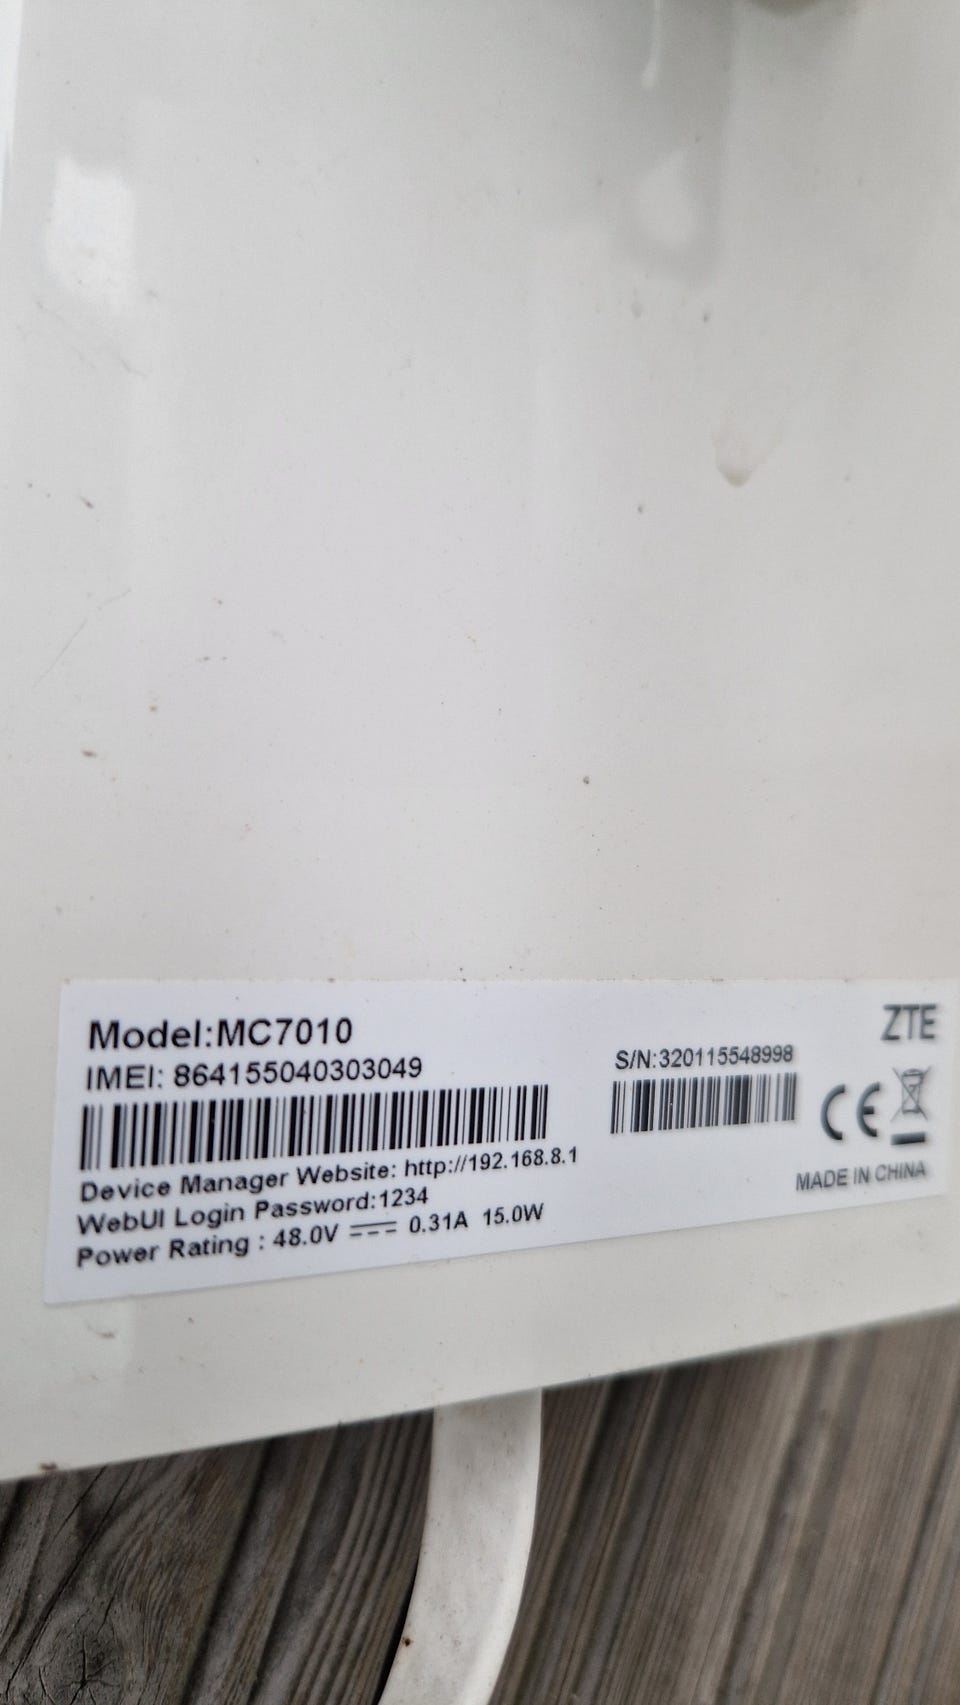 Model:MC7010
IMEI: 864155040303049
Device Manager Website: http://192.168.8.1
WebUI Login Password:1234
Power Rating : 48.0V ⎓ 0.31A 15.0W
ZTE
S/N:320115548998
CE
MADE IN CHINA